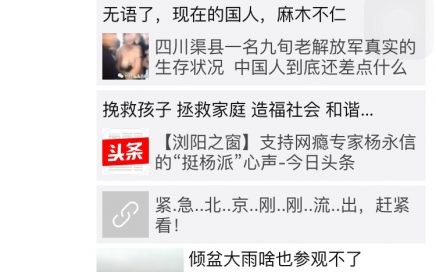 无语了，现在的国人，麻木不仁
四川渠县一名九旬老解放军真实的
生存状况 中国人到底还差点什么
挽救孩子 拯救家庭 造福社会 和谐...
头条
【浏阳之窗】支持网瘾专家杨永信
的“挺杨派”心声-今日头条
紧.急..北..京..刚..刚..流..出，赶紧
看！
倾盆大雨啥也参观不了